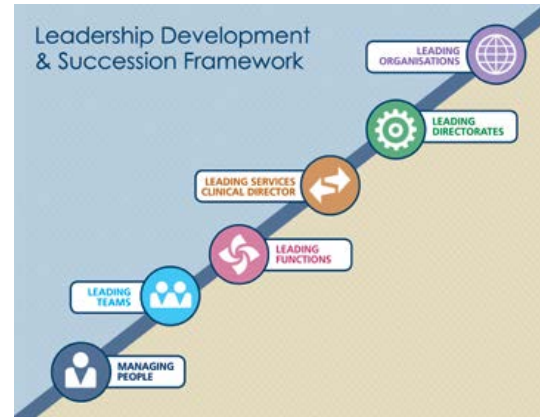 Leadership Development
& Succession Framework
LEADING
ORGANISATIONS
LEADING
DIRECTORATES
LEADING SERVICES
CLINICAL DIRECTOR
LEADING
FUNCTIONS
LEADING
TEAMS
MANAGING
PEOPLE